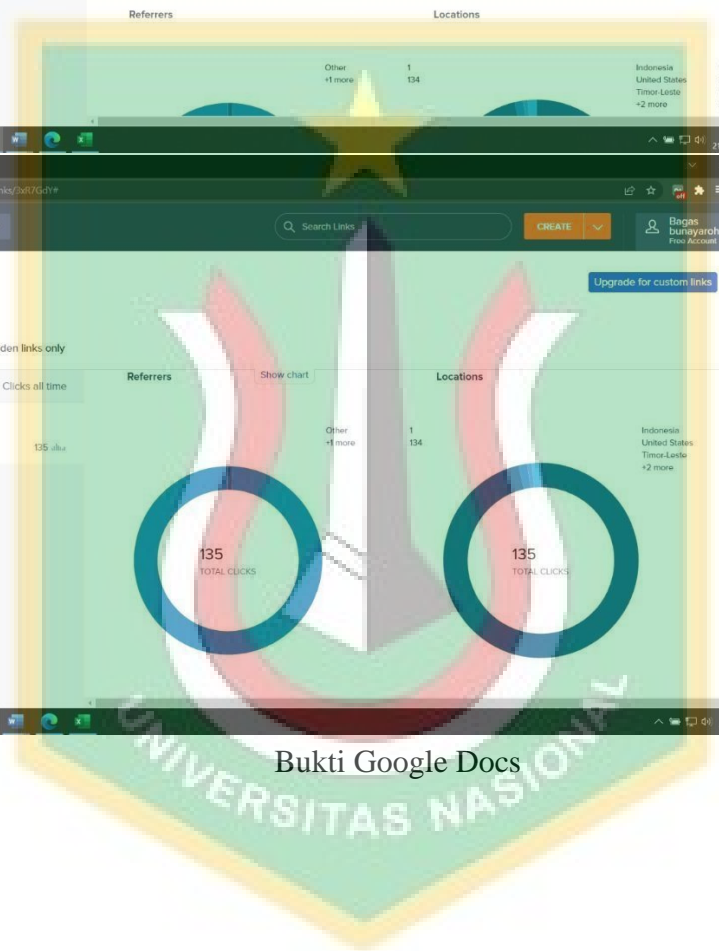 Referrers
Locations
Other 1
+1 more 134
Indonesia
United States
Timor-Leste
+2 more
nks/3xR7GdY#
off
Search Links
CREATE
Bagas
bunayaroh
Free Account
Upgrade for custom links
den links only
Clicks all time
135
Referrers
Show chart
Locations
Other 1
+1 more 134
Indonesia
United States
Timor-Leste
+2 more
135
TOTAL CLICKS
135
TOTAL CLICKS
Bukti Google Docs
UNIVERSITAS NASIONAL